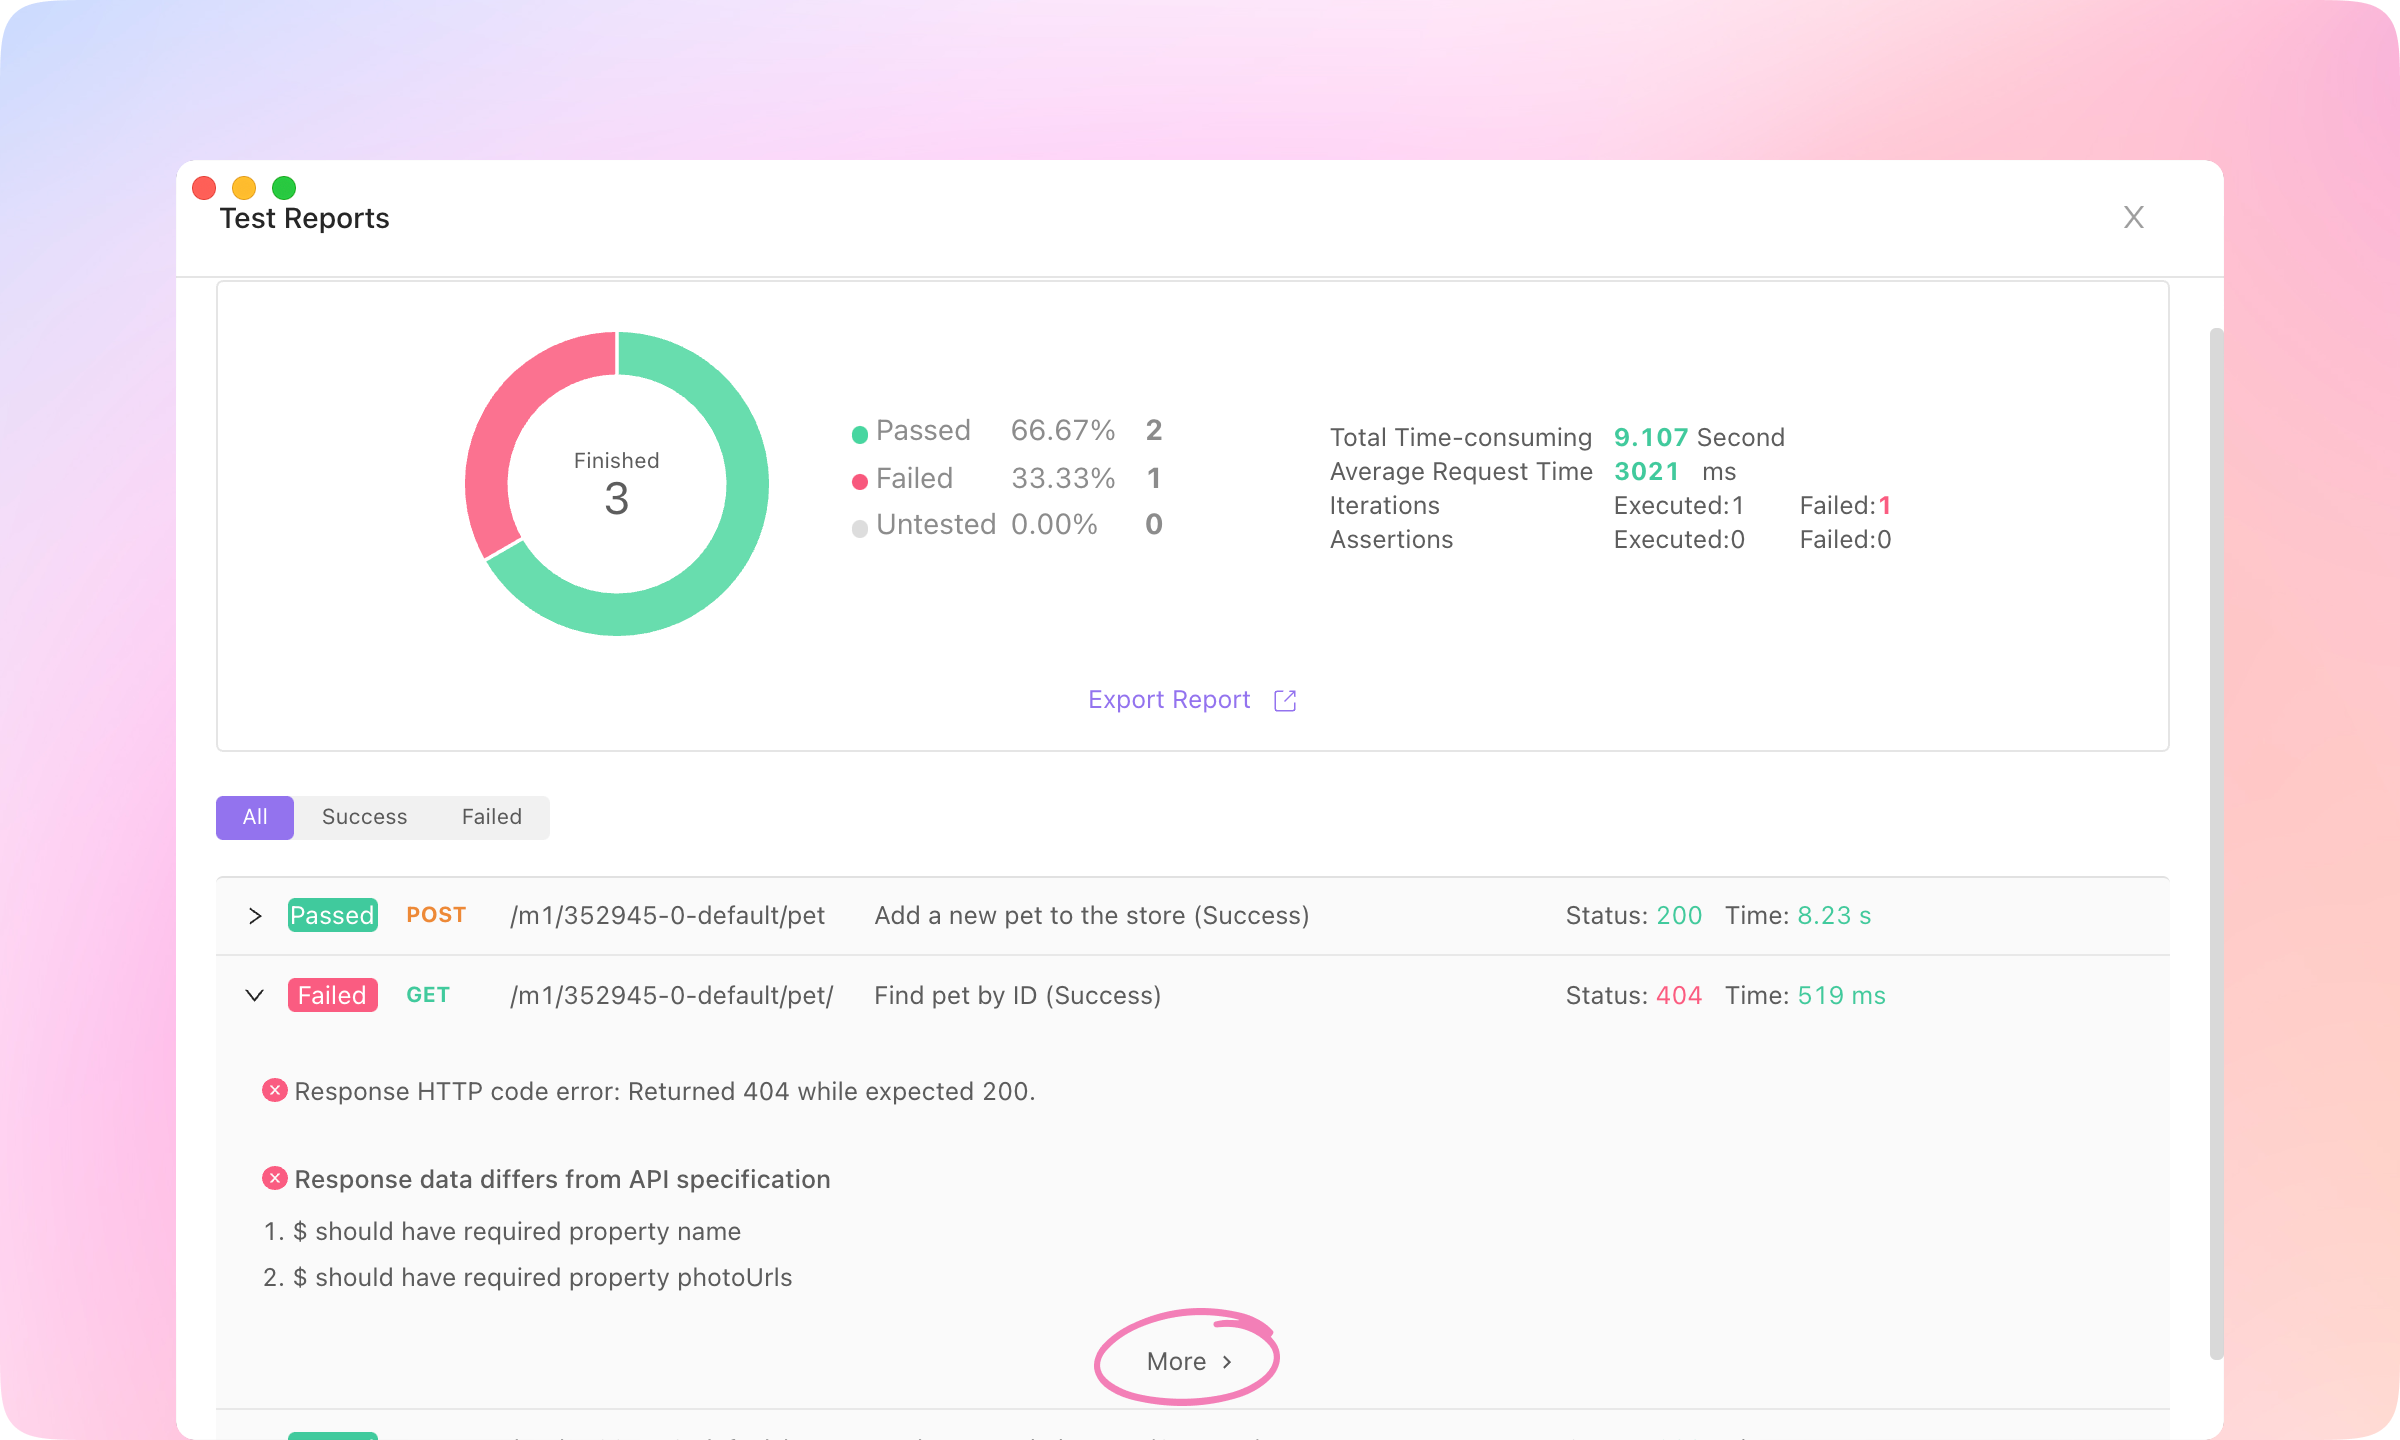 Test Reports
X
Finished
3
Passed 66.67% 2
Failed 33.33% 1
Untested 0.00% 0
Total Time-consuming 9.107 Second
Average Request Time 3021 ms
Iterations Executed:1 Failed:1
Assertions Executed:0 Failed:0
Export Report
All Success Failed
Passed POST /m1/352945-0-default/pet Add a new pet to the store (Success) Status: 200 Time: 8.23 s
Failed GET /m1/352945-0-default/pet/ Find pet by ID (Success) Status: 404 Time: 519 ms
Response HTTP code error: Returned 404 while expected 200.
Response data differs from API specification
1. $ should have required property name
2. $ should have required property photoUrls
More